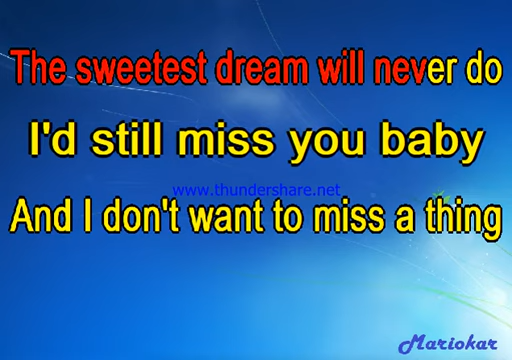 The sweetest dream will never do
I'd still miss you baby
www.thundershare.net
And I don't want to miss a thing
Mariokar